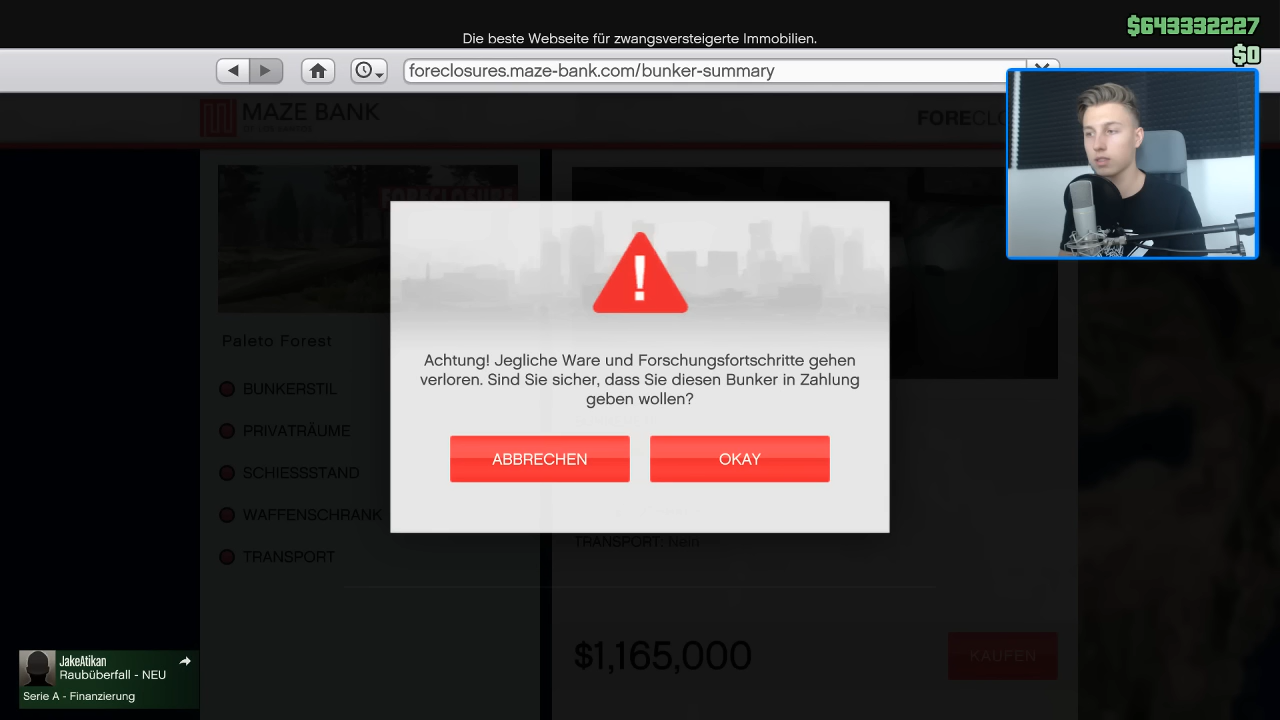 $643332227
Die beste Webseite für zwangsversteigerte Immobilien.
$0
foreclosures.maze-bank.com/bunker-summary
MAZE BANK
FORECLO
FORECLOSURE
Achtung! Jegliche Ware und Forschungsfortschritte gehen
verloren. Sind Sie sicher, dass Sie diesen Bunker in Zahlung
geben wollen?
ABBRECHEN
OKAY
Paleto Forest
BUNKERSTIL
PRIVATRÄUME
SCHIESSSTAND
WAFFENSCHRANK
TRANSPORT
TRANSPORT: Nein
$1,165,000
KAUFEN
JakeAtikan
Raubüberfall - NEU
Serie A - Finanzierung